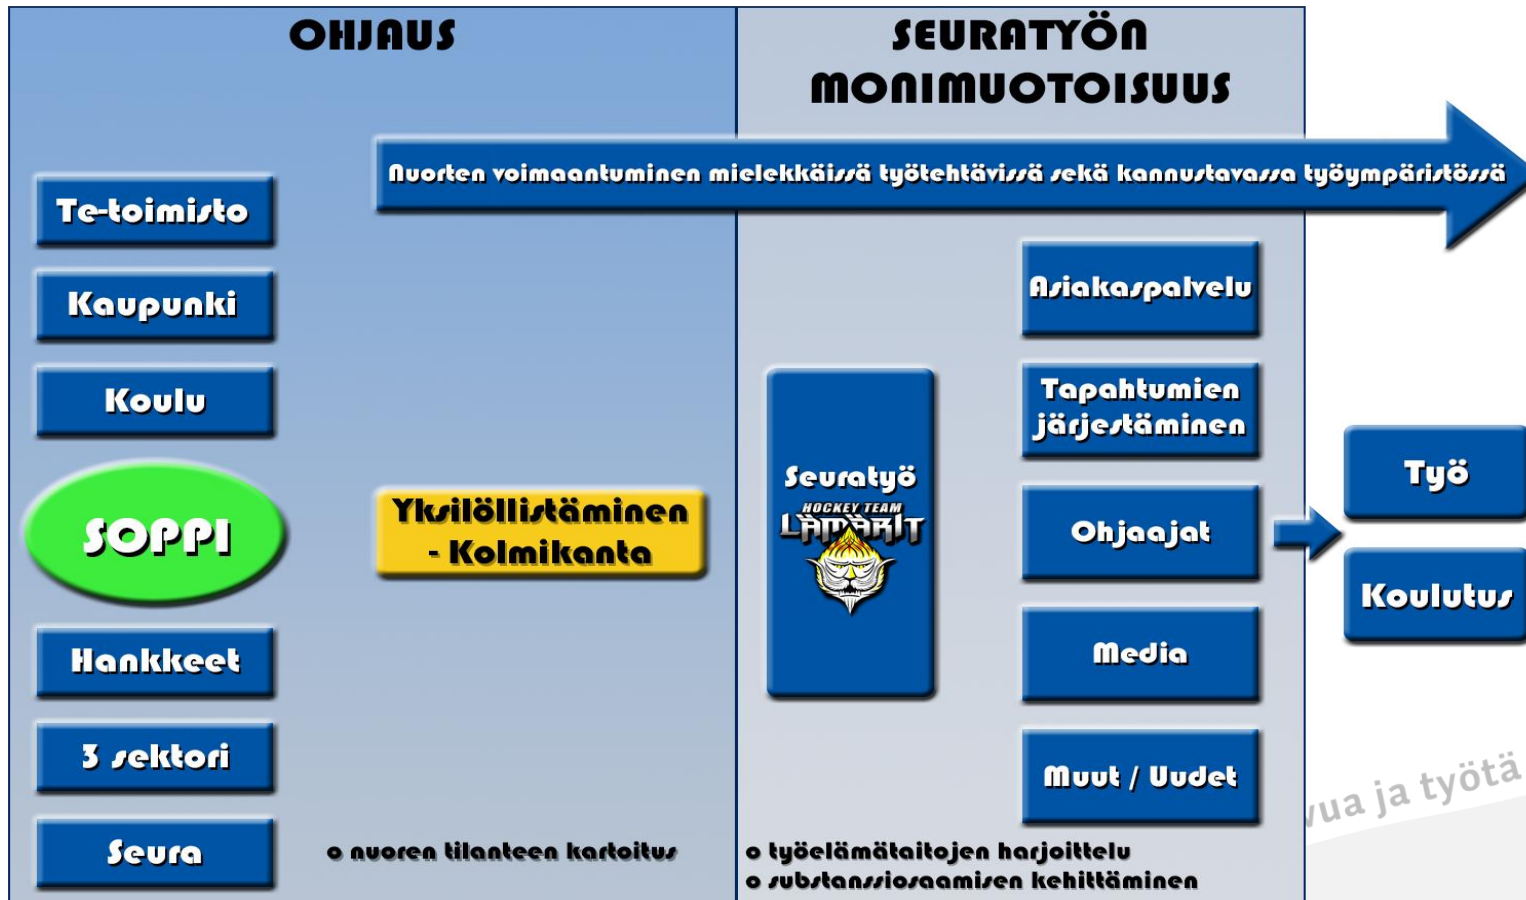 OHJAUS
SEURATYÖN
MONIMUOTOISUUS
Nuorten voimaantuminen mielekkäissä työtehtävissä sekä kannustavassa työympäristössä
Te-toimisto
Kaupunki
Koulu
SOPPI
Hankkeet
3 sektori
Seura
Yksilöllistäminen
- Kolmikanta
o nuoren tilanteen kartoitus
Seuratyö
HOCKEY TEAM
LÄMÄRIT
Asiakaspalvelu
Tapahtumien
järjestäminen
Ohjaajat
Media
Muut / Uudet
o työelämätaitojen harjoittelu
o substanssiosaamisen kehittäminen
Työ
Koulutus
ja työtä